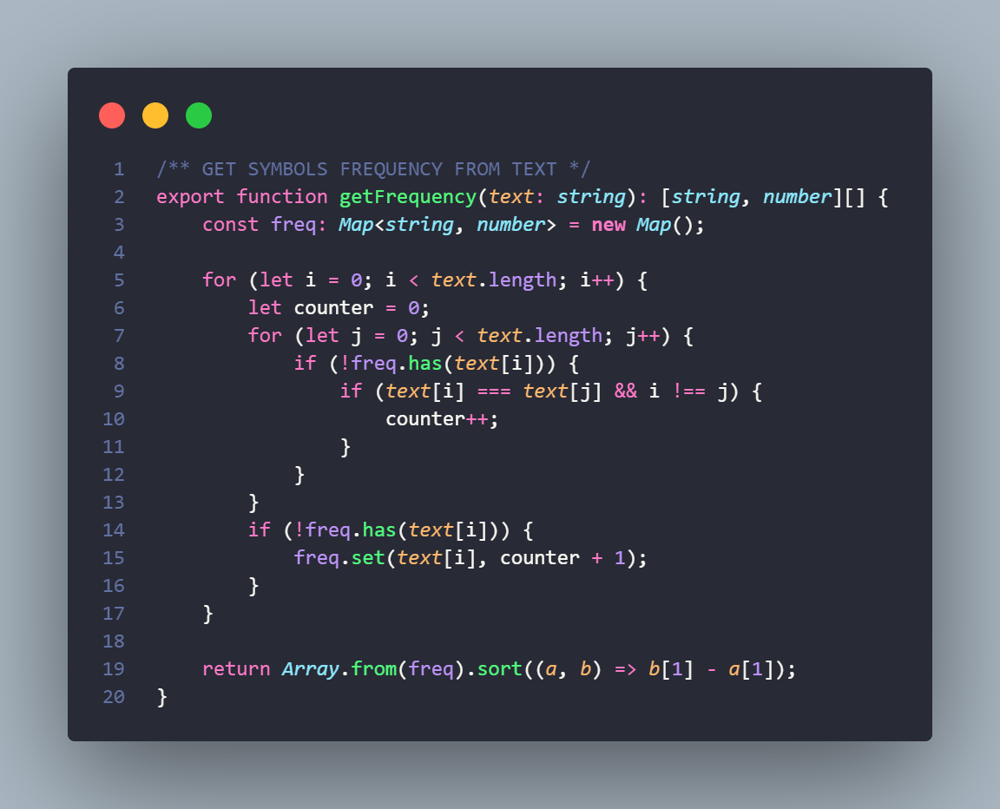 1 /** GET SYMBOLS FREQUENCY FROM TEXT */
2 export function getFrequency(text: string): [string, number][] {
3     const freq: Map<string, number> = new Map();
4
5     for (let i = 0; i < text.length; i++) {
6         let counter = 0;
7         for (let j = 0; j < text.length; j++) {
8             if (!freq.has(text[i])) {
9                 if (text[i] === text[j] && i !== j) {
10                     counter++;
11                 }
12             }
13         }
14         if (!freq.has(text[i])) {
15             freq.set(text[i], counter + 1);
16         }
17     }
18
19     return Array.from(freq).sort((a, b) => b[1] - a[1]);
20 }